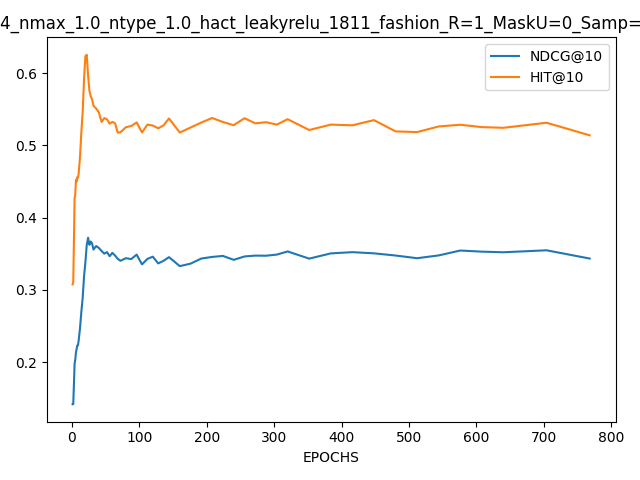 4_nmax_1.0_ntype_1.0_hact_leakyrelu_1811_fashion_R=1_MaskU=0_Samp=
NDCG@10
HIT@10
0.6
0.5
0.4
0.3
0.2
0 100 200 300 400 500 600 700 800
EPOCHS